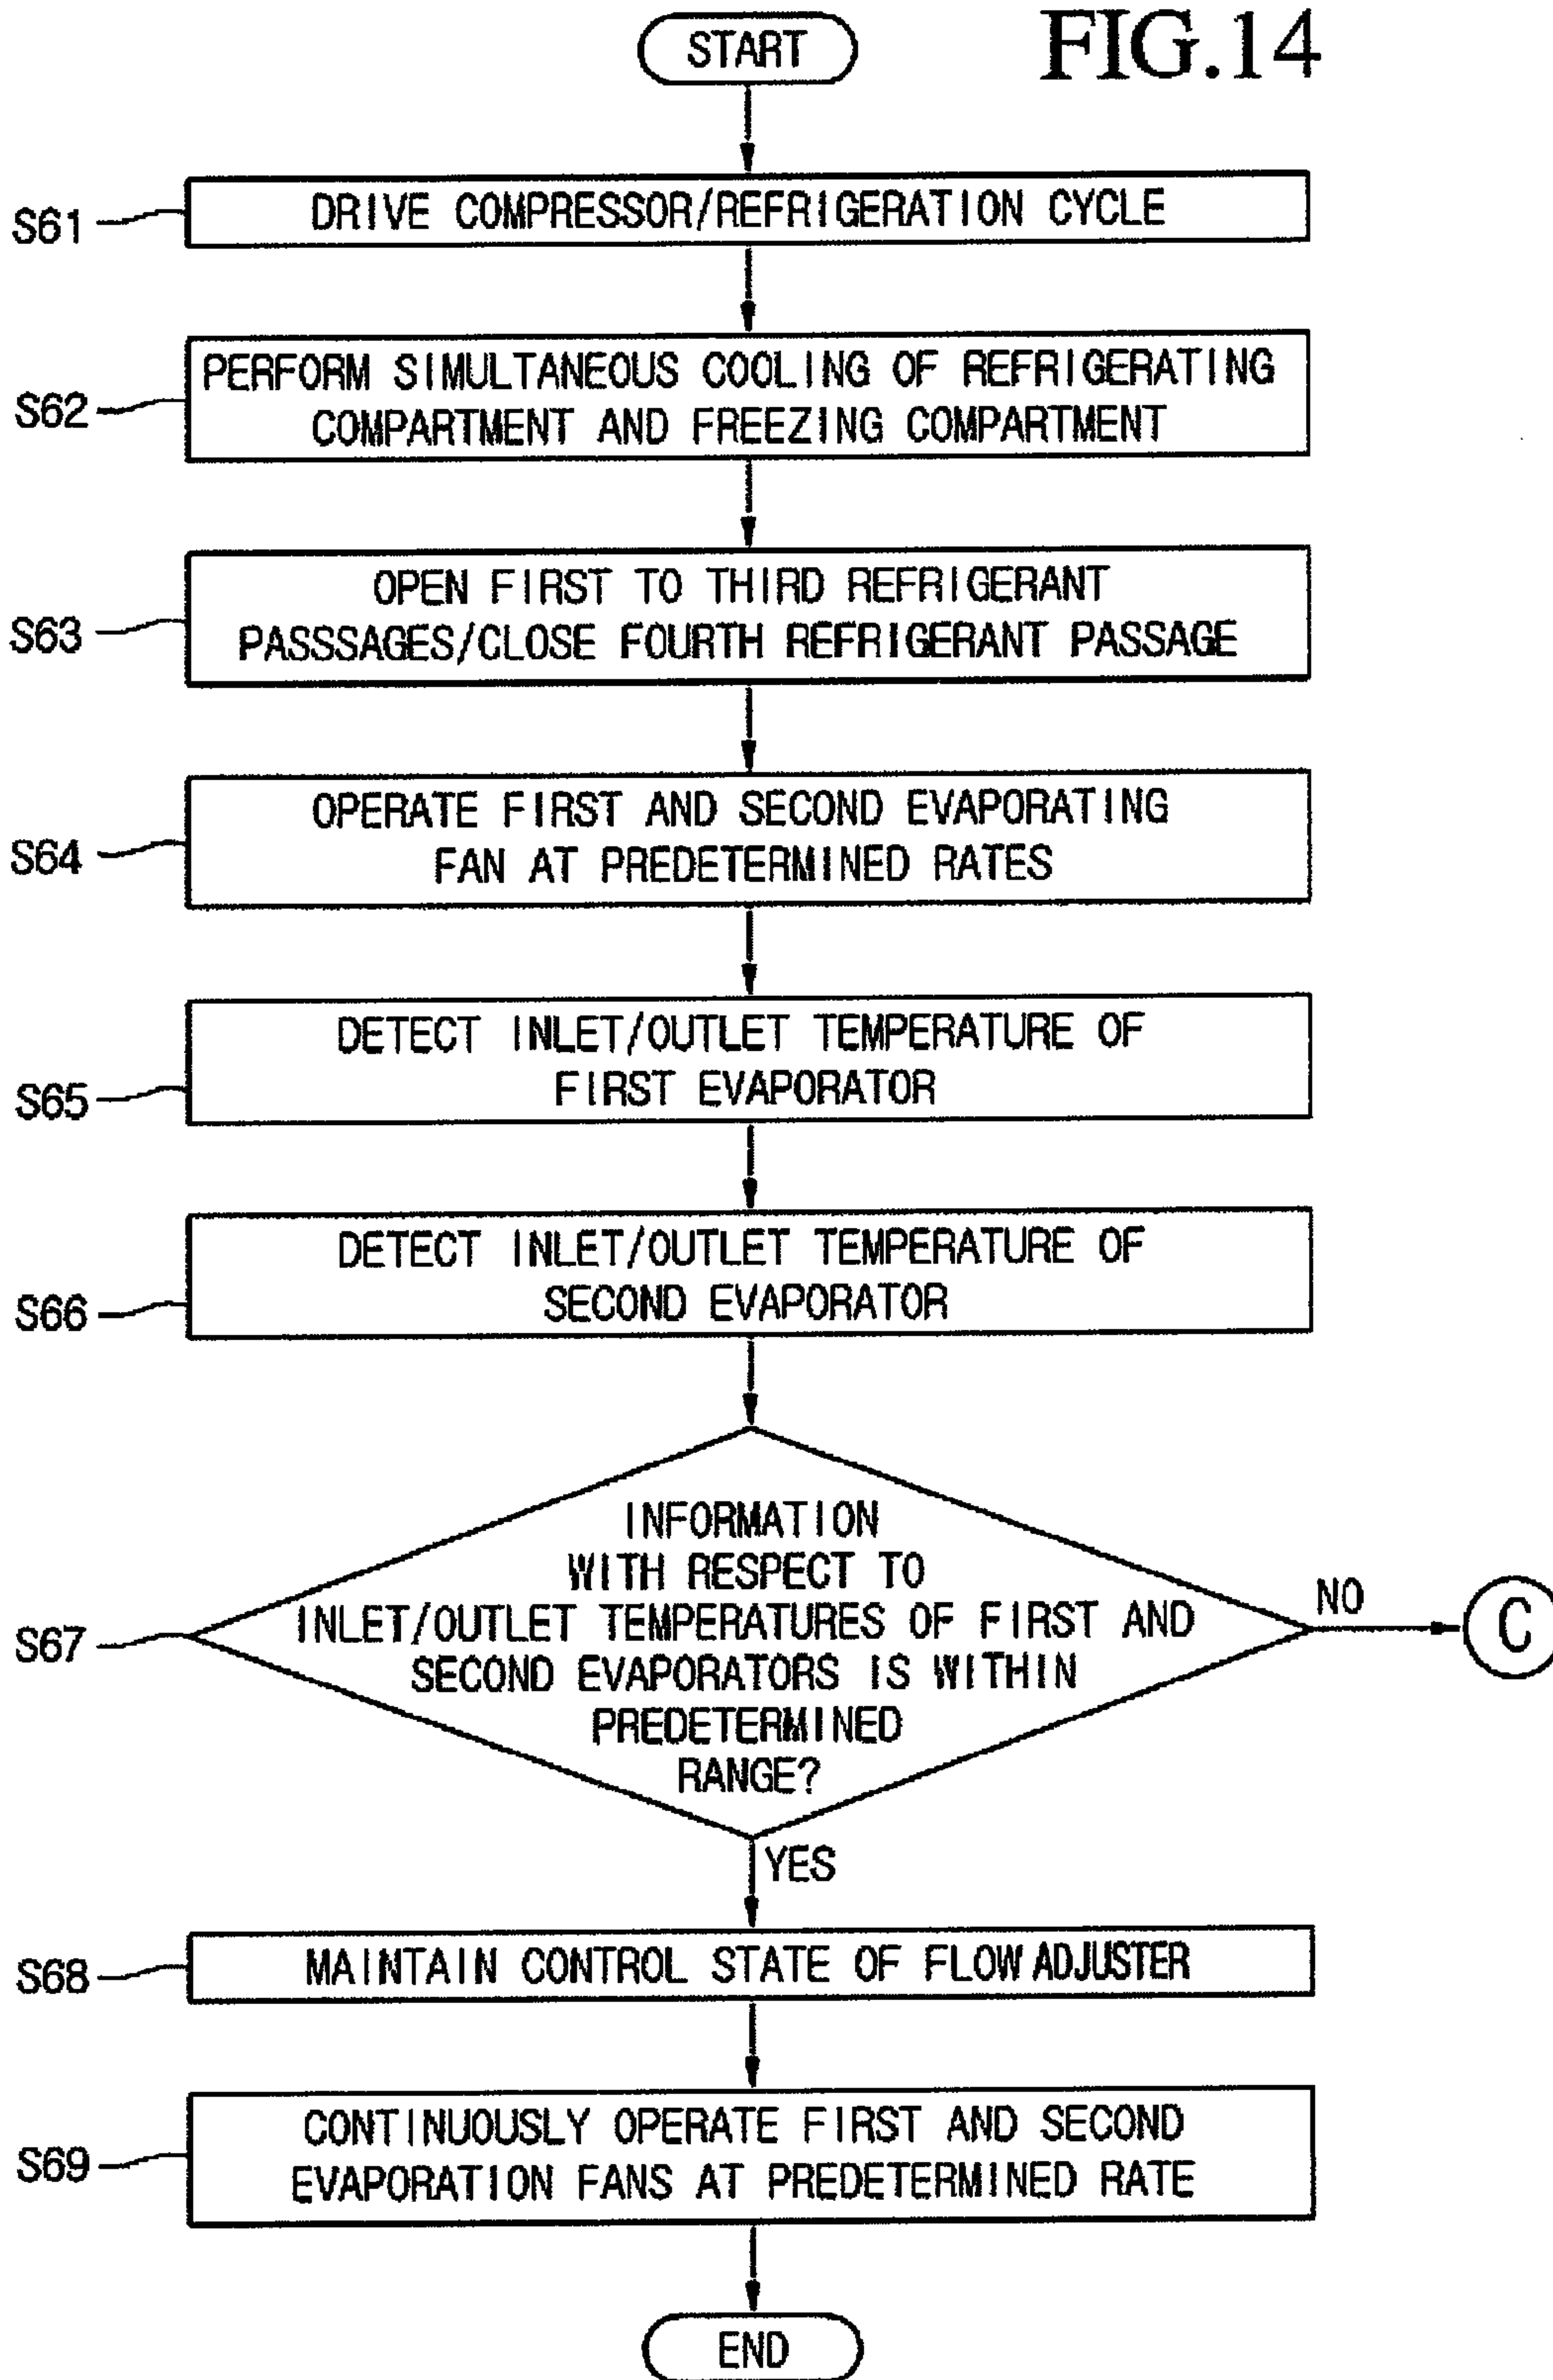 START
FIG.14
S61
DRIVE COMPRESSOR/REFRIGERATION CYCLE
S62
PERFORM SIMULTANEOUS COOLING OF REFRIGERATING
COMPARTMENT AND FREEZING COMPARTMENT
S63
OPEN FIRST TO THIRD REFRIGERANT
PASSSAGES/CLOSE FOURTH REFRIGERANT PASSAGE
S64
OPERATE FIRST AND SECOND EVAPORATING
FAN AT PREDETERMINED RATES
S65
DETECT INLET/OUTLET TEMPERATURE OF
FIRST EVAPORATOR
S66
DETECT INLET/OUTLET TEMPERATURE OF
SECOND EVAPORATOR
S67
INFORMATION
WITH RESPECT TO
INLET/OUTLET TEMPERATURES OF FIRST AND
SECOND EVAPORATORS IS WITHIN
PREDETERMINED
RANGE?
NO
C
YES
S68
MAINTAIN CONTROL STATE OF FLOW ADJUSTER
S69
CONTINUOUSLY OPERATE FIRST AND SECOND
EVAPORATION FANS AT PREDETERMINED RATE
END